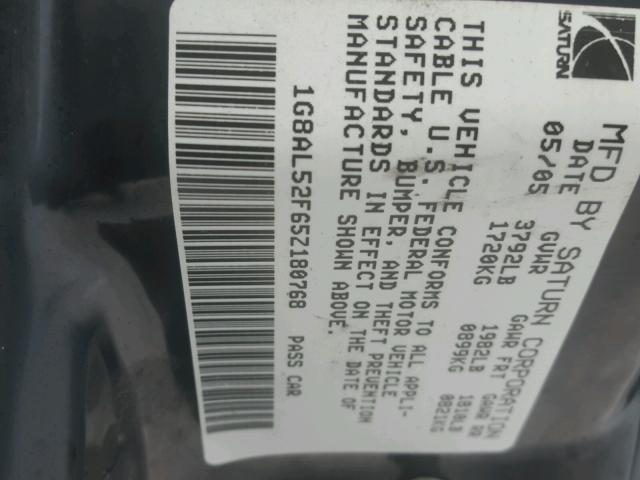 SATURN
MFD BY SATURN CORPORATION
DATE GVWR GAWR FRT GAWR RR
05/05 3792LB 1982LB 1810LB
1720KG 0899KG 0821KG
THIS VEHICLE CONFORMS TO ALL APPLI-
CABLE U.S. FEDERAL MOTOR VEHICLE
SAFETY, BUMPER, AND THEFT PREVENTION
STANDARDS IN EFFECT ON THE DATE OF
MANUFACTURE SHOWN ABOVE.
1G8AL52F65Z180768 PASS CAR